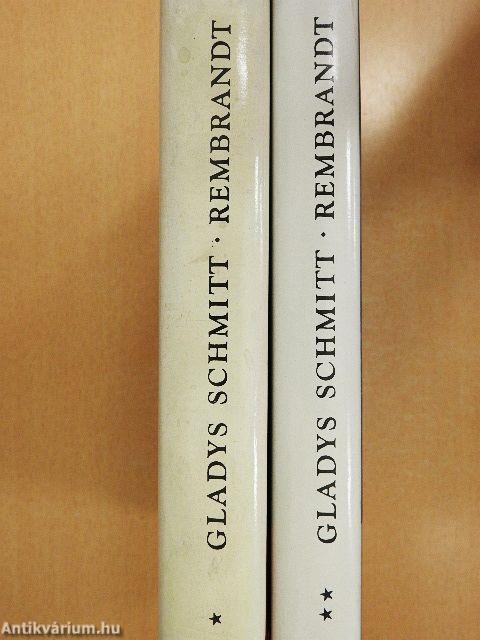 ★ GLADYS SCHMITT · REMBRANDT
★★ GLADYS SCHMITT · REMBRANDT
Antikvárium.hu